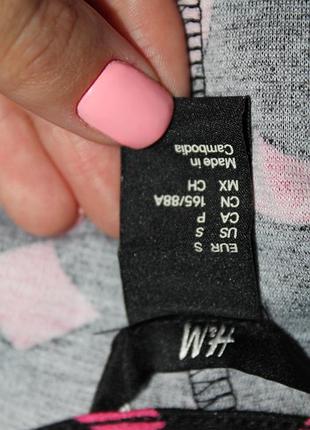 H&M
EUR S
US S
CA P
CN 165/88A
MX CH
Made in
Cambodia